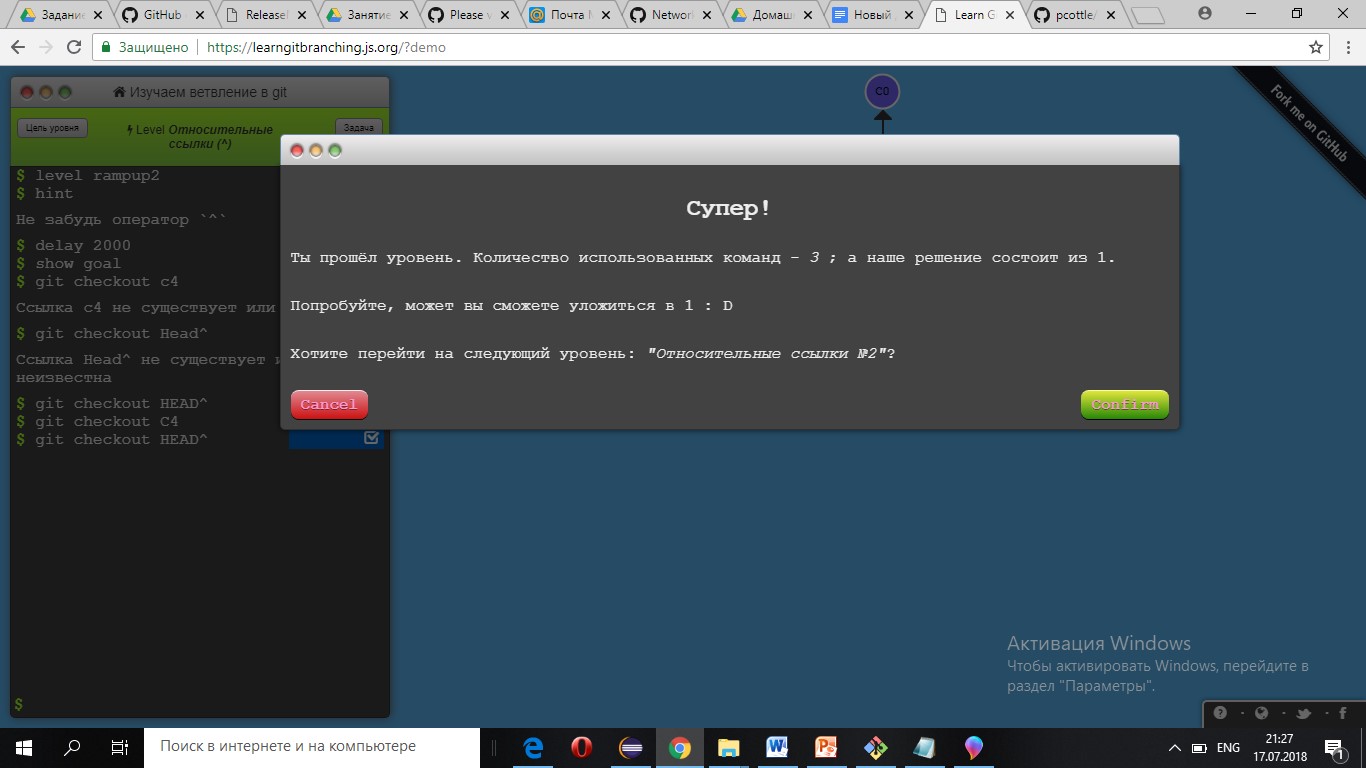 Задание
GitHub
Release
Занятие
Please v
Почта
Networ
Домаш
Новый
Learn G
pcottle/
Защищено
https://learngitbranching.js.org/?demo
Изучаем ветвление в git
Цель уровня
Level Относительные
ссылки (^)
Задача
C0
Fork me on GitHub
$ level rampup2
$ hint
Не забудь оператор `^`
$ delay 2000
$ show goal
$ git checkout c4
Ссылка c4 не существует или
$ git checkout Head^
Ссылка Head^ не существует и
неизвестна
$ git checkout HEAD^
$ git checkout C4
$ git checkout HEAD^
$
Супер!
Ты прошёл уровень. Количество использованных команд - 3 ; а наше решение состоит из 1.
Попробуйте, может вы сможете уложиться в 1 : D
Хотите перейти на следующий уровень: "Относительные ссылки №2"?
Cancel
Confirm
Активация Windows
Чтобы активировать Windows, перейдите в
раздел "Параметры".
Поиск в интернете и на компьютере
ENG
21:27
17.07.2018
1